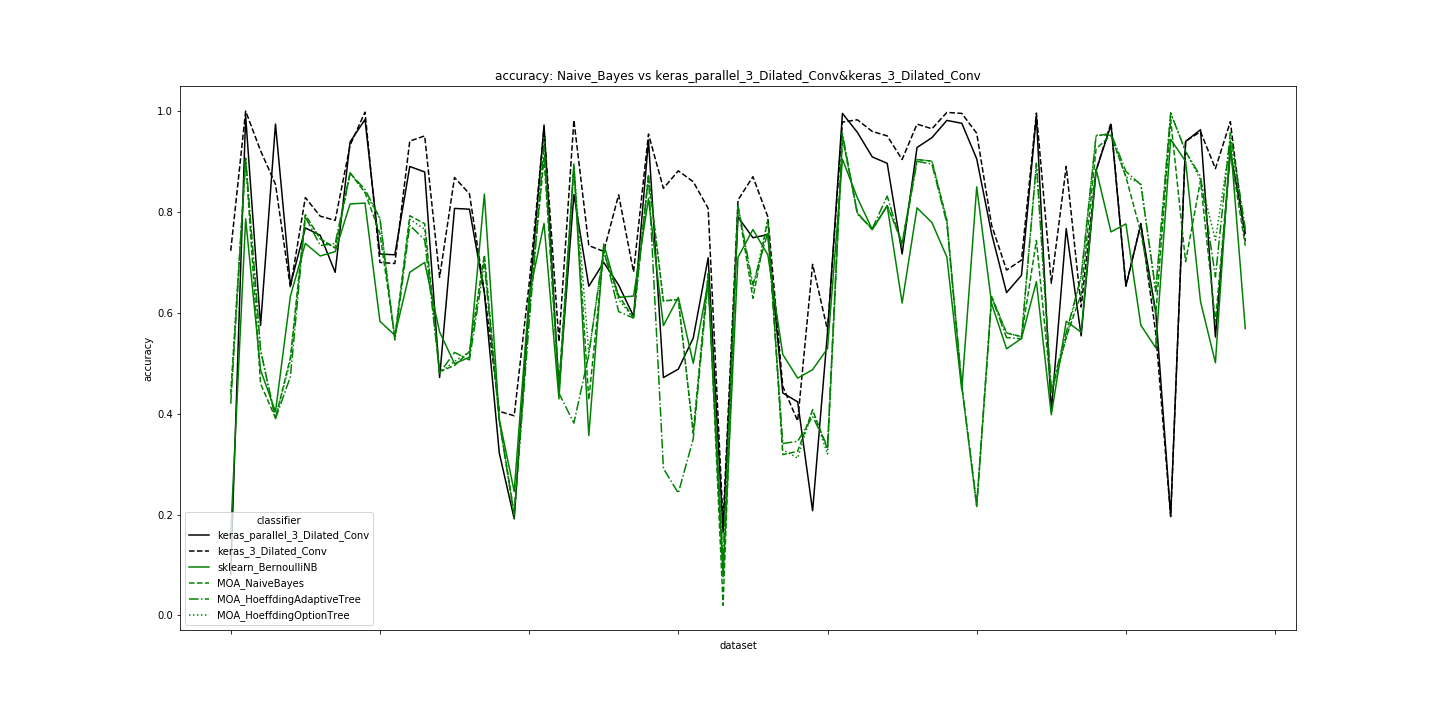 accuracy: Naive_Bayes vs keras_parallel_3_Dilated_Conv&keras_3_Dilated_Conv
1.0
0.8
0.6
0.4
0.2
0.0
accuracy
classifier
keras_parallel_3_Dilated_Conv
keras_3_Dilated_Conv
sklearn_BernoulliNB
MOA_NaiveBayes
MOA_HoeffdingAdaptiveTree
MOA_HoeffdingOptionTree
dataset